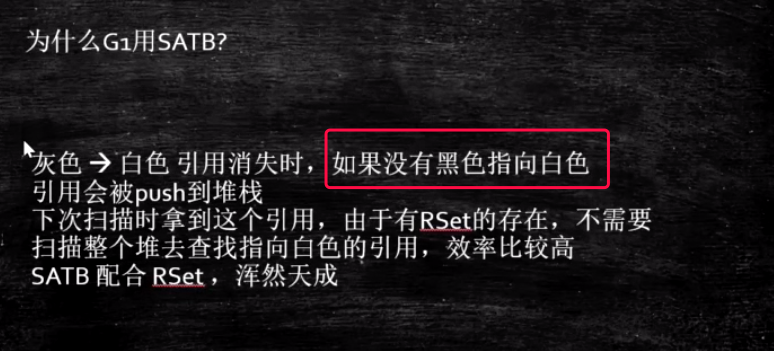 为什么G1用SATB?
灰色 → 白色 引用消失时，如果没有黑色指向白色
引用会被push到堆栈
下次扫描时拿到这个引用，由于有RSet的存在，不需要
扫描整个堆去查找指向白色的引用，效率比较高
SATB 配合 RSet ，浑然天成